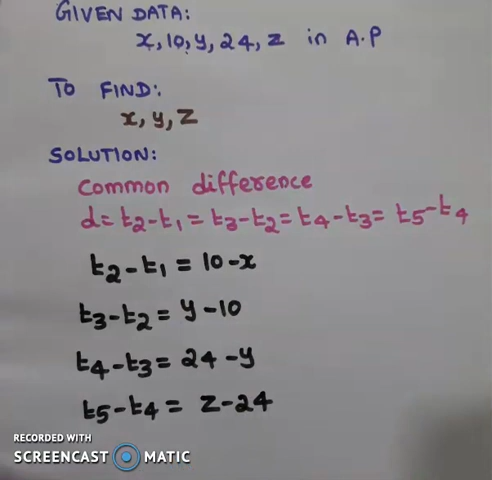 GIVEN DATA:
x, 10, y, 24, z in A.P
TO FIND:
x, y, z
SOLUTION:
Common difference
d = t₂-t₁ = t₃-t₂ = t₄-t₃ = t₅-t₄
t₂-t₁ = 10-x
t₃-t₂ = y-10
t₄-t₃ = 24-y
t₅-t₄ = z-24
RECORDED WITH
SCREENCAST MATIC